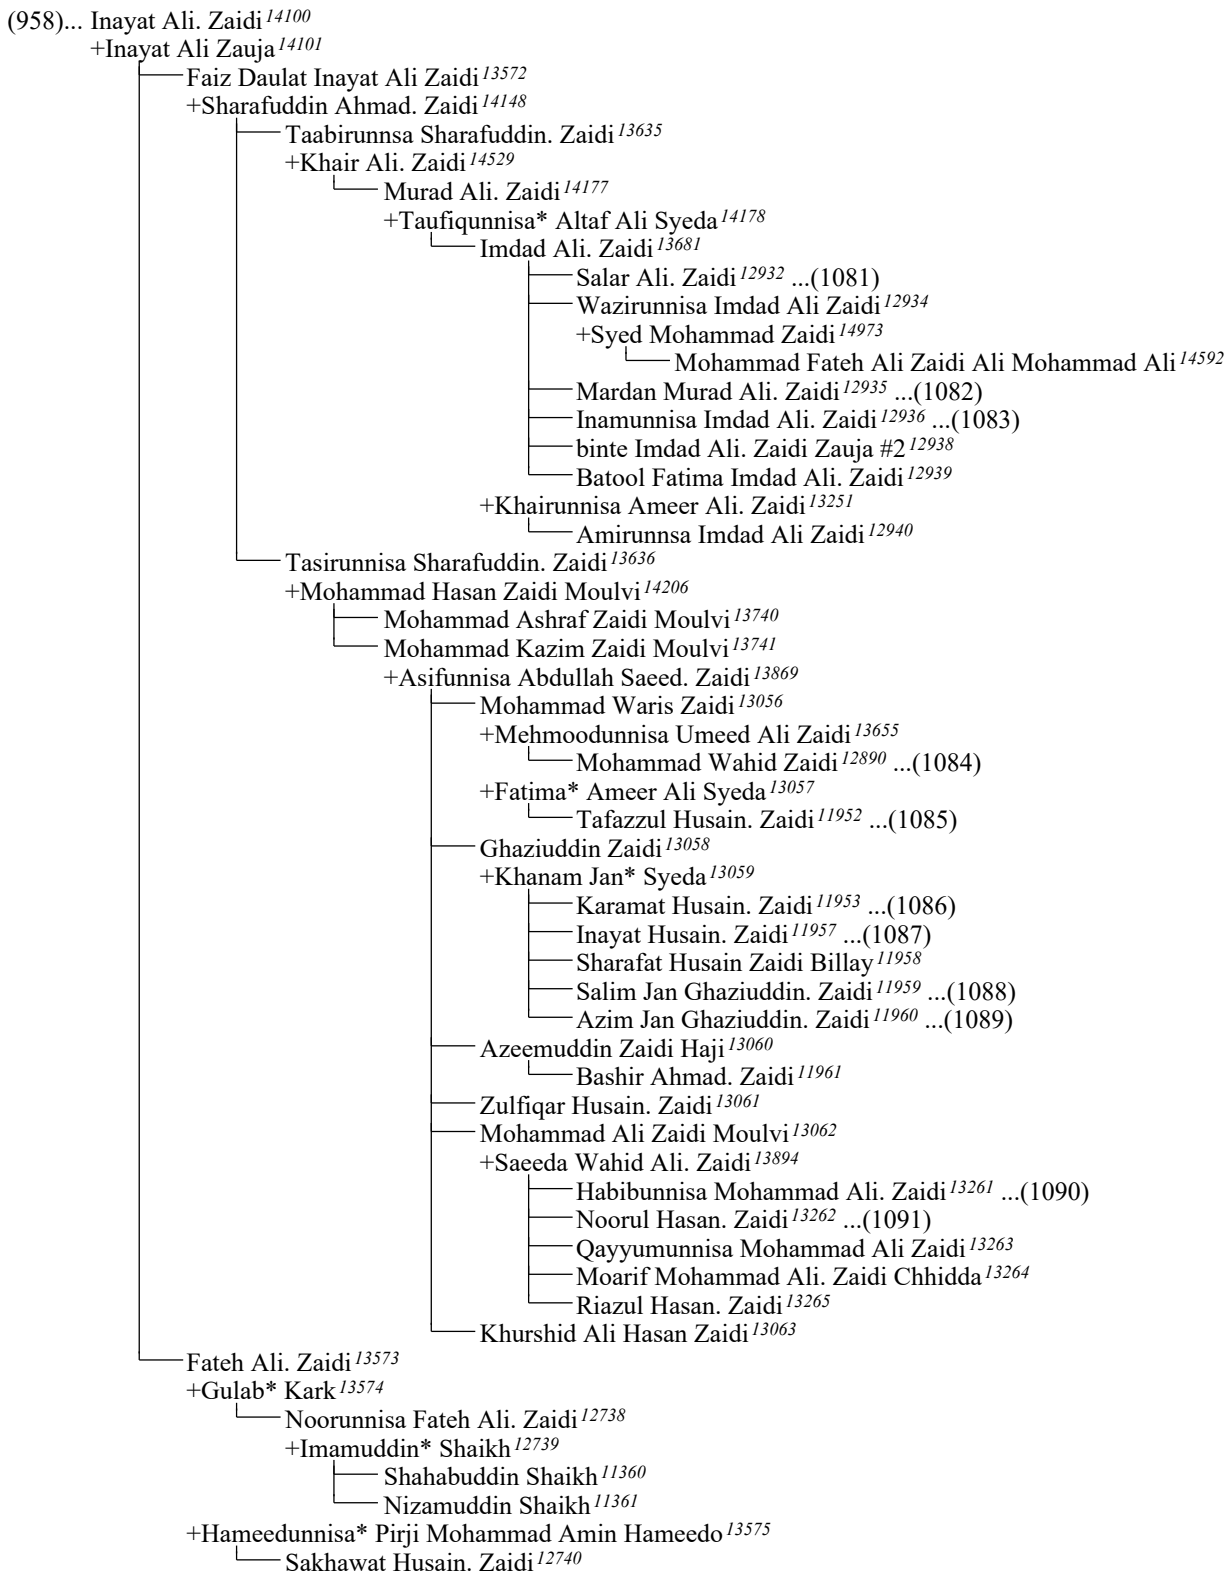 (958)... Inayat Ali. Zaidi 14100
+Inayat Ali Zauja 14101
Faiz Daulat Inayat Ali Zaidi 13572
+Sharafuddin Ahmad. Zaidi 14148
Taabirunnsa Sharafuddin. Zaidi 13635
+Khair Ali. Zaidi 14529
Murad Ali. Zaidi 14177
+Taufiqunnisa* Altaf Ali Syeda 14178
Imdad Ali. Zaidi 13681
Salar Ali. Zaidi 12932 ...(1081)
Wazirunnisa Imdad Ali Zaidi 12934
+Syed Mohammad Zaidi 14973
Mohammad Fateh Ali Zaidi Ali Mohammad Ali 14592
Mardan Murad Ali. Zaidi 12935 ...(1082)
Inamunnisa Imdad Ali. Zaidi 12936 ...(1083)
binte Imdad Ali. Zaidi Zauja #2 12938
Batool Fatima Imdad Ali. Zaidi 12939
+Khairunnisa Ameer Ali. Zaidi 13251
Amirunnsa Imdad Ali Zaidi 12940
Tasirunnisa Sharafuddin. Zaidi 13636
+Mohammad Hasan Zaidi Moulvi 14206
Mohammad Ashraf Zaidi Moulvi 13740
Mohammad Kazim Zaidi Moulvi 13741
+Asifunnisa Abdullah Saeed. Zaidi 13869
Mohammad Waris Zaidi 13056
+Mehmoodunnisa Umeed Ali Zaidi 13655
Mohammad Wahid Zaidi 12890 ...(1084)
+Fatima* Ameer Ali Syeda 13057
Tafazzul Husain. Zaidi 11952 ...(1085)
Ghaziuddin Zaidi 13058
+Khanam Jan* Syeda 13059
Karamat Husain. Zaidi 11953 ...(1086)
Inayat Husain. Zaidi 11957 ...(1087)
Sharafat Husain Zaidi Billay 11958
Salim Jan Ghaziuddin. Zaidi 11959 ...(1088)
Azim Jan Ghaziuddin. Zaidi 11960 ...(1089)
Azeemuddin Zaidi Haji 13060
Bashir Ahmad. Zaidi 11961
Zulfiqar Husain. Zaidi 13061
Mohammad Ali Zaidi Moulvi 13062
+Saeeda Wahid Ali. Zaidi 13894
Habibunnisa Mohammad Ali. Zaidi 13261 ...(1090)
Noorul Hasan. Zaidi 13262 ...(1091)
Qayyumunnisa Mohammad Ali Zaidi 13263
Moarif Mohammad Ali. Zaidi Chhidda 13264
Riazul Hasan. Zaidi 13265
Khurshid Ali Hasan Zaidi 13063
Fateh Ali. Zaidi 13573
+Gulab* Kark 13574
Noorunnisa Fateh Ali. Zaidi 12738
+Imamuddin* Shaikh 12739
Shahabuddin Shaikh 11360
Nizamuddin Shaikh 11361
+Hameedunnisa* Pirji Mohammad Amin Hameedo 13575
Sakhawat Husain. Zaidi 12740